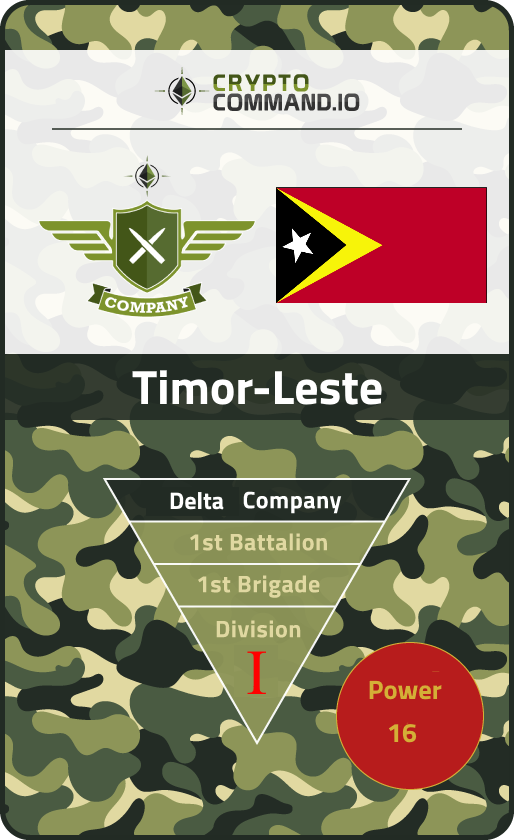 CRYPTO
COMMAND.IO
COMPANY
Timor-Leste
Delta Company
1st Battalion
1st Brigade
Division
I
Power
16